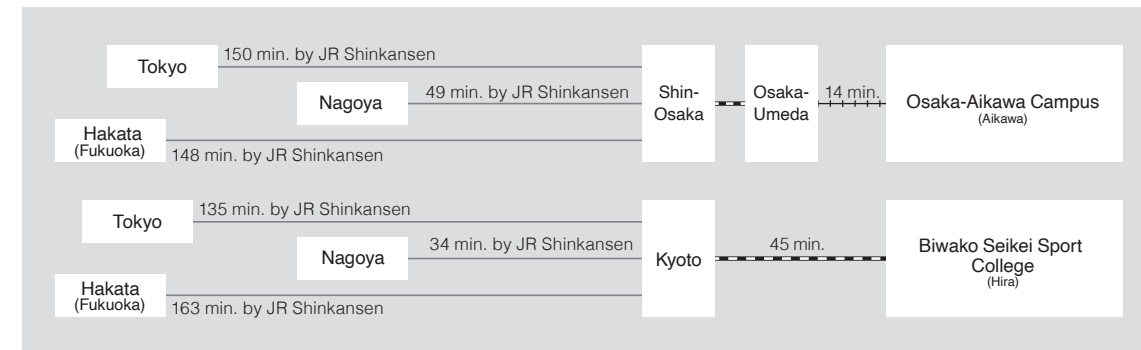 150 min. by JR Shinkansen
Tokyo
49 min. by JR Shinkansen
Nagoya
Hakata
(Fukuoka)
148 min. by JR Shinkansen
Shin-
Osaka
Osaka-
Umeda
14 min.
Osaka-Aikawa Campus
(Aikawa)
135 min. by JR Shinkansen
Tokyo
34 min. by JR Shinkansen
Nagoya
Hakata
(Fukuoka)
163 min. by JR Shinkansen
Kyoto
45 min.
Biwako Seikei Sport
College
(Hira)